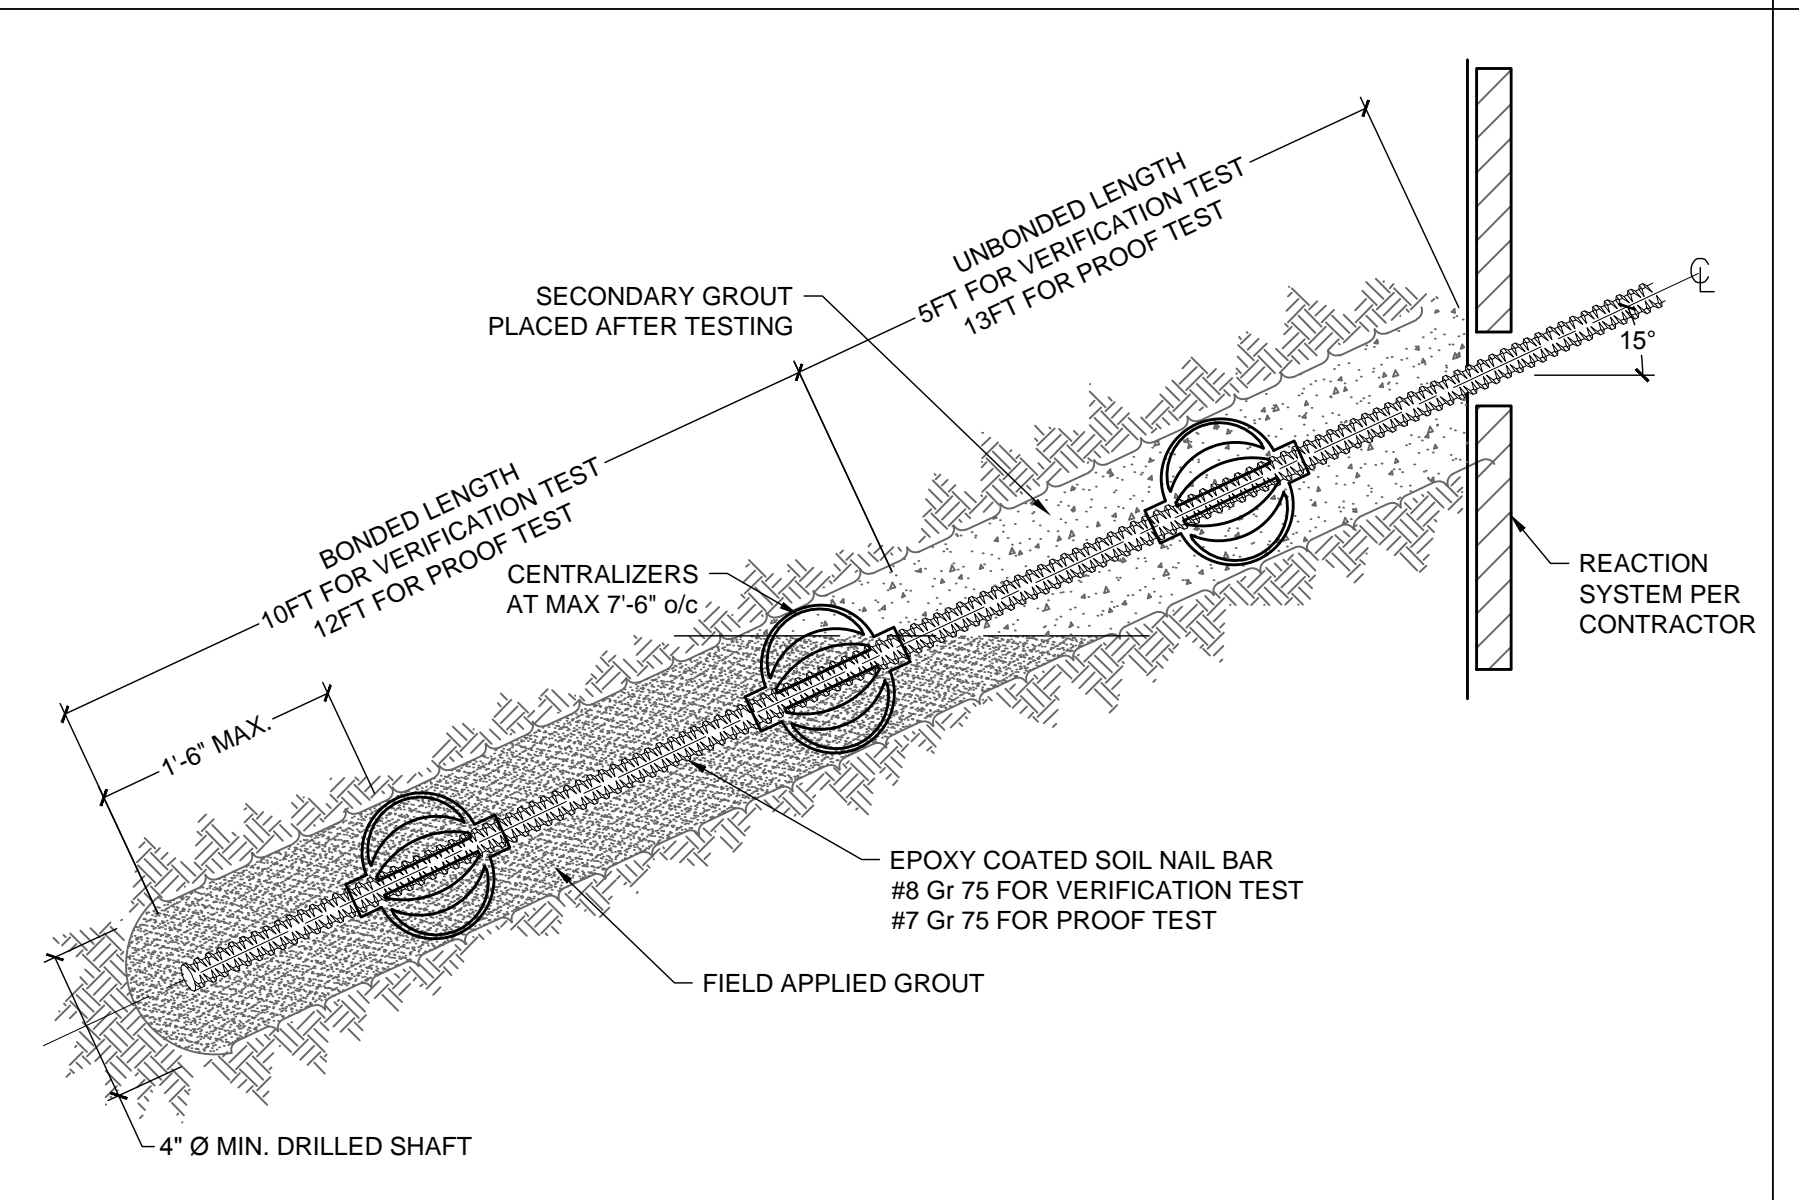 UNBONDED LENGTH
5FT FOR VERIFICATION TEST
13FT FOR PROOF TEST
SECONDARY GROUT
PLACED AFTER TESTING
℄
15°
BONDED LENGTH
10FT FOR VERIFICATION TEST
12FT FOR PROOF TEST
CENTRALIZERS
AT MAX 7'-6" o/c
REACTION
SYSTEM PER
CONTRACTOR
1'-6" MAX.
EPOXY COATED SOIL NAIL BAR
#8 Gr 75 FOR VERIFICATION TEST
#7 Gr 75 FOR PROOF TEST
FIELD APPLIED GROUT
4" Ø MIN. DRILLED SHAFT